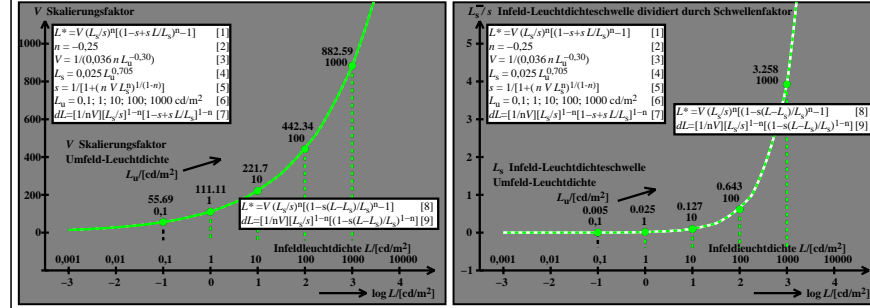 V Skalierungsfaktor
L* =V (Ls/s)^n[(1–s+s L/Ls)^n–1] [1]
n = –0,25 [2]
V = 1/(0,036 n Lu^–0,30) [3]
Ls = 0,025 Lu^0,705 [4]
s = 1/[1+( n V Ls^n)^1/(1-n)] [5]
Lu = 0,1; 1; 10; 100; 1000 cd/m² [6]
dL=[1/nV][Ls/s]^1–n[1–s+s L/Ls]^1–n [7]
1000
800
600
400
200
0
882.59
1000
442.34
100
221.7
10
111.11
1
55.69
0,1
V Skalierungsfaktor
Umfeld-Leuchtdichte
Lu/[cd/m²]
L* =V (Ls/s)^n[(1–s(L–Ls)/Ls)^n–1] [8]
dL=[1/nV][Ls/s]^1–n[(1–s(L–Ls)/Ls)^1–n] [9]
Infeldleuchtdichte L/[cd/m²]
0,001 0,1 0 1 10 100 10000
–3 –2 –1 0 1 2 3 4
log L/[cd/m²]
Ls/s Infeld-Leuchtdichteschwelle dividiert durch Schwellenfaktor
L* =V (Ls/s)^n[(1–s+s L/Ls)^n–1] [1]
n = –0,25 [2]
V = 1/(0,036 n Lu^–0,30) [3]
Ls = 0,025 Lu^0,705 [4]
s = 1/[1+( n V Ls^n)^1/(1-n)] [5]
Lu = 0,1; 1; 10; 100; 1000 cd/m² [6]
dL=[1/nV][Ls/s]^1–n[1–s+s L/Ls]^1–n [7]
5
4
3
2
1
0
–1
3.258
1000
L* =V (Ls/s)^n[(1–s(L–Ls)/Ls)^n–1] [8]
dL=[1/nV][Ls/s]^1–n[(1–s(L–Ls)/Ls)^1–n] [9]
Ls Infeld-Leuchtdichteschwelle
Umfeld-Leuchtdichte
Lu/[cd/m²]
0.005
0,1
0.025
1
0.127
10
0.643
100
Infeldleuchtdichte L/[cd/m²]
0,001 0,1 0 1 10 100 10000
–3 –2 –1 0 1 2 3 4
log L/[cd/m²]